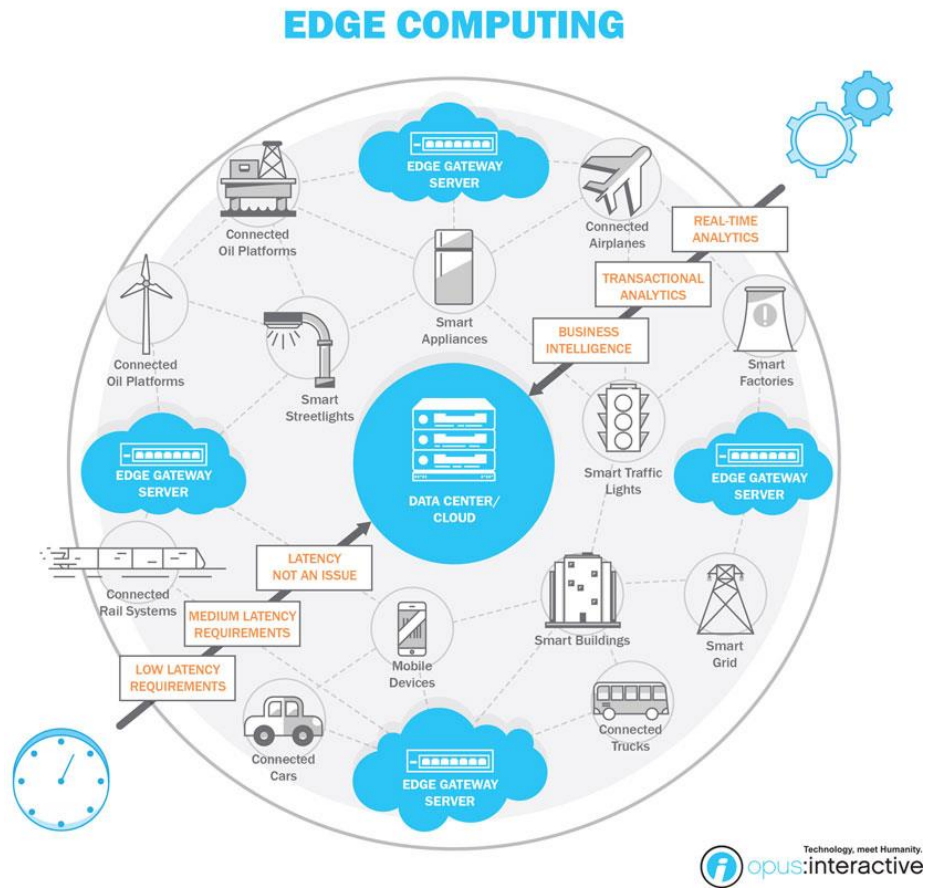 EDGE COMPUTING
EDGE GATEWAY
SERVER
Connected
Oil Platforms
Connected
Airplanes
REAL-TIME
ANALYTICS
TRANSACTIONAL
ANALYTICS
BUSINESS
INTELLIGENCE
Smart
Appliances
Connected
Oil Platforms
Smart
Streetlights
Smart
Factories
EDGE GATEWAY
SERVER
DATA CENTER/
CLOUD
Smart Traffic
Lights
EDGE GATEWAY
SERVER
LATENCY
NOT AN ISSUE
Connected
Rail Systems
MEDIUM LATENCY
REQUIREMENTS
LOW LATENCY
REQUIREMENTS
Mobile
Devices
Smart Buildings
Smart
Grid
Connected
Cars
Connected
Trucks
EDGE GATEWAY
SERVER
Technology, meet Humanity.
i opus:interactive